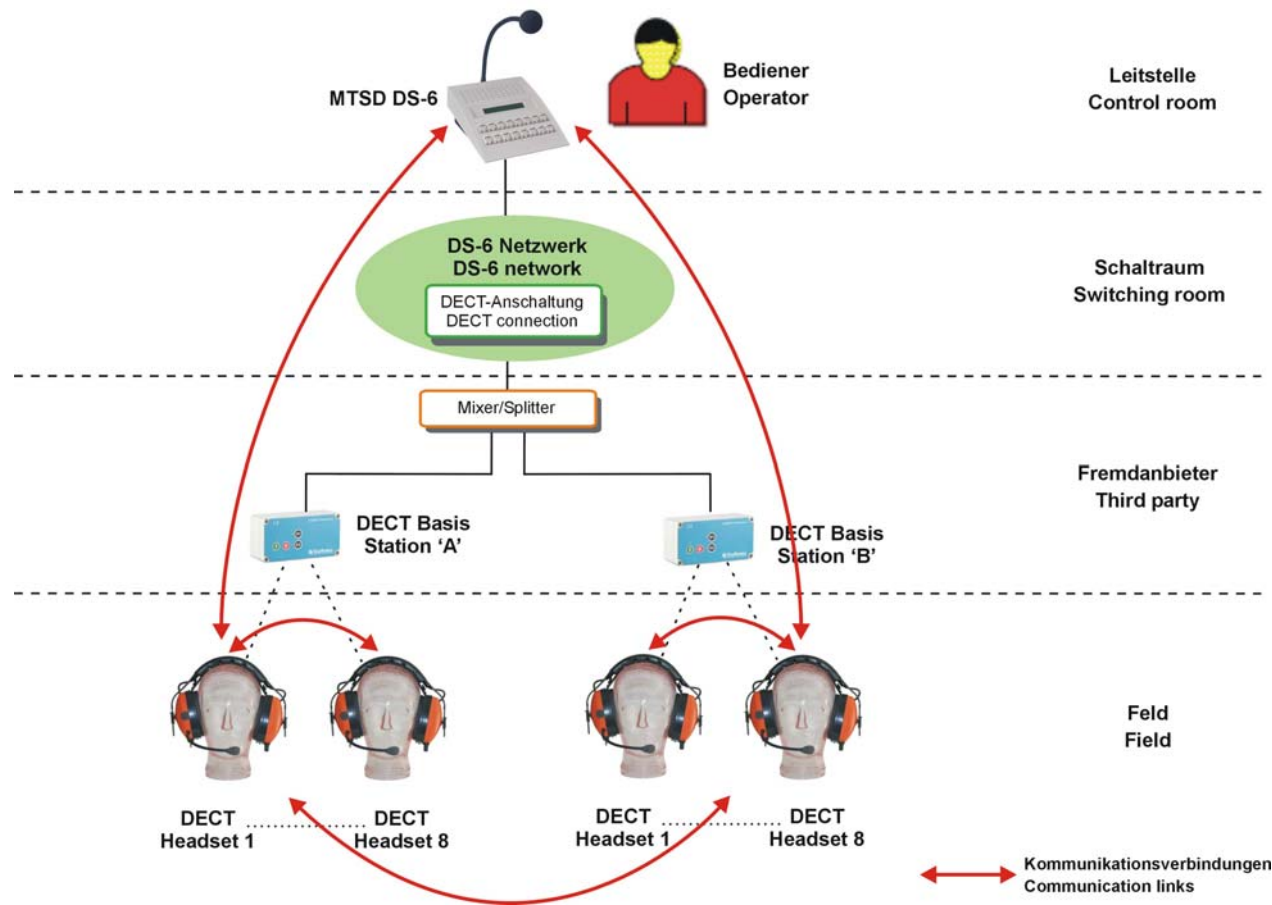 MTSD DS-6
Bediener
Operator
Leitstelle
Control room
DS-6 Netzwerk
DS-6 network
DECT-Anschaltung
DECT connection
Schaltraum
Switching room
Mixer/Splitter
Fremdanbieter
Third party
DECT Basis
Station ‘A’
DECT Basis
Station ‘B’
Feld
Field
DECT
Headset 1
DECT
Headset 8
DECT
Headset 1
DECT
Headset 8
Kommunikationsverbindungen
Communication links